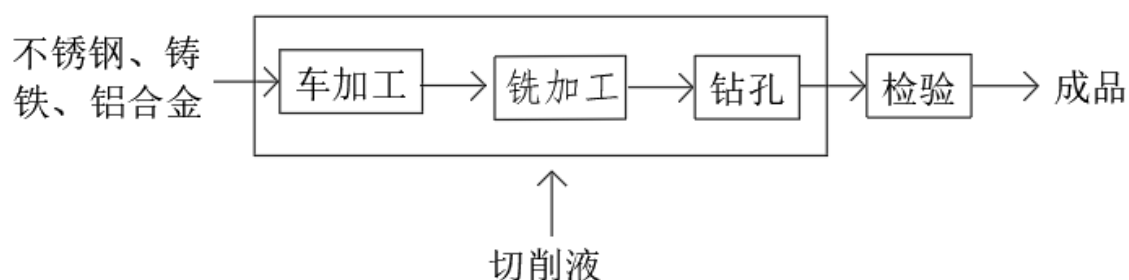 不锈钢、铸
铁、铝合金
车加工
铣加工
钻孔
检验
成品
切削液